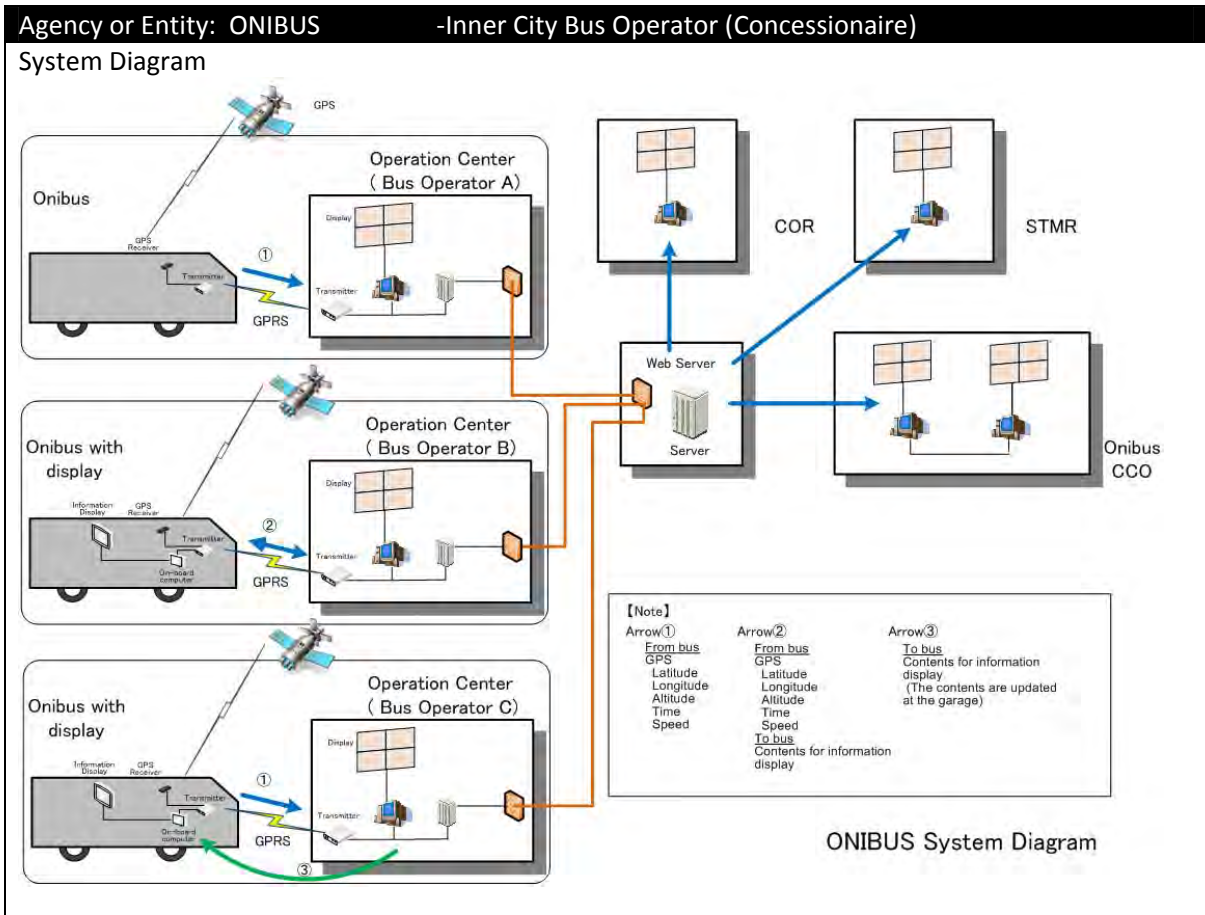 Agency or Entity: ONIBUS -Inner City Bus Operator (Concessionaire)
System Diagram
GPS
Onibus
GPS
Receiver
Transmitter
①
GPRS
Operation Center
( Bus Operator A)
Display
Transmitter
COR
STMR
Web Server
Server
Onibus
CCO
Onibus with
display
Information
Display
GPS
Receiver
Transmitter
On-board
computer
②
GPRS
Operation Center
( Bus Operator B)
Display
Transmitter
Onibus with
display
Information
Display
GPS
Receiver
Transmitter
On-board
computer
①
GPRS
③
Operation Center
( Bus Operator C)
Display
Transmitter
【Note】
Arrow①
From bus
GPS
Latitude
Longitude
Altitude
Time
Speed
Arrow②
From bus
GPS
Latitude
Longitude
Altitude
Time
Speed
To bus
Contents for information
display
Arrow③
To bus
Contents for information
display
(The contents are updated
at the garage)
ONIBUS System Diagram